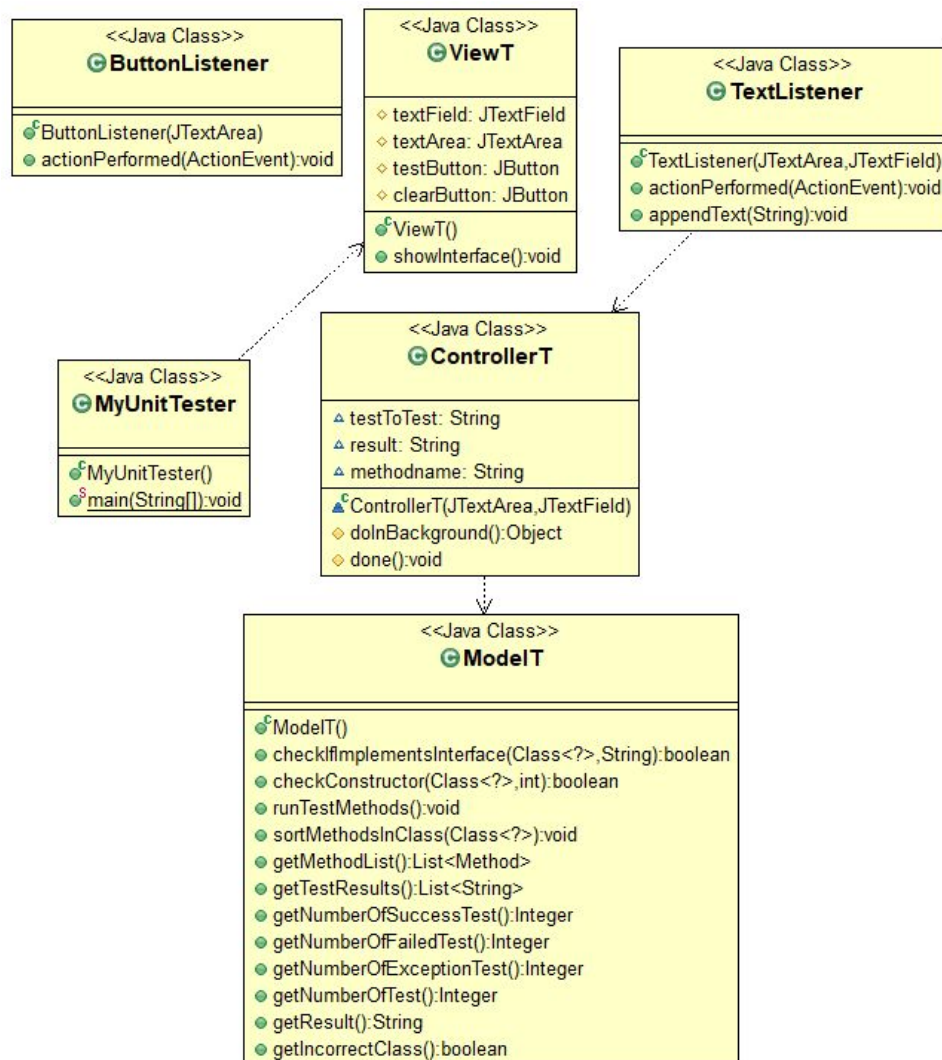 <<Java Class>>
ButtonListener
ButtonListener(JTextArea)
actionPerformed(ActionEvent):void
<<Java Class>>
ViewT
textField: JTextField
textArea: JTextArea
testButton: JButton
clearButton: JButton
ViewT()
showInterface():void
<<Java Class>>
TextListener
TextListener(JTextArea,JTextField)
actionPerformed(ActionEvent):void
appendText(String):void
<<Java Class>>
MyUnitTester
MyUnitTester()
main(String[]):void
<<Java Class>>
ControllerT
testToTest: String
result: String
methodname: String
ControllerT(JTextArea,JTextField)
doInBackground():Object
done():void
<<Java Class>>
ModelT
ModelT()
checkIfImplementsInterface(Class<?>,String):boolean
checkConstructor(Class<?>,int):boolean
runTestMethods():void
sortMethodsInClass(Class<?>):void
getMethodList():List<Method>
getTestResults():List<String>
getNumberOfSuccessTest():Integer
getNumberOfFailedTest():Integer
getNumberOfExceptionTest():Integer
getNumberOfTest():Integer
getResult():String
getIncorrectClass():boolean